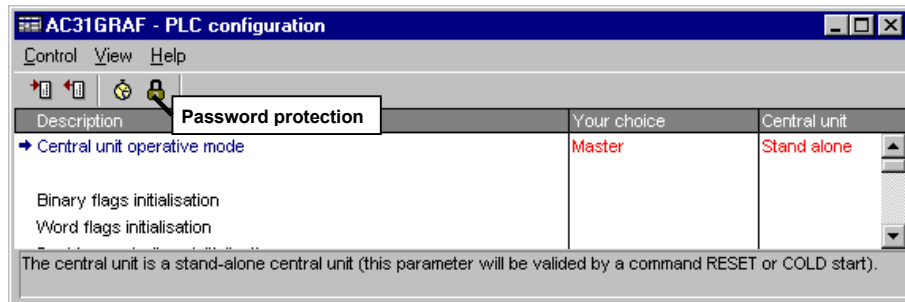 AC31GRAF - PLC configuration
Control View Help
Password protection
Description Your choice Central unit
Central unit operative mode Master Stand alone
Binary flags initialisation
Word flags initialisation
The central unit is a stand-alone central unit (this parameter will be valided by a command RESET or COLD start).